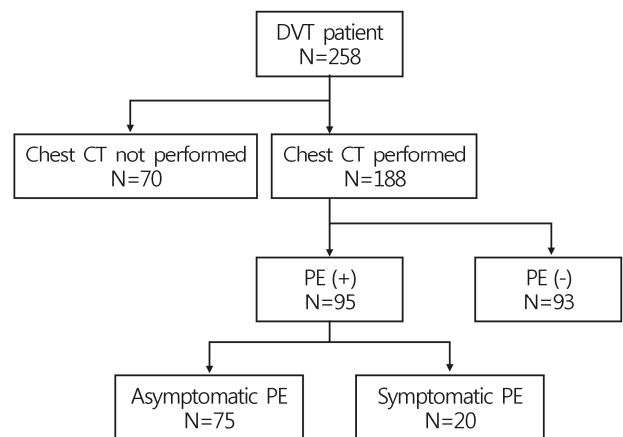 DVT patient
N=258
Chest CT not performed
N=70
Chest CT performed
N=188
PE (+)
N=95
PE (-)
N=93
Asymptomatic PE
N=75
Symptomatic PE
N=20